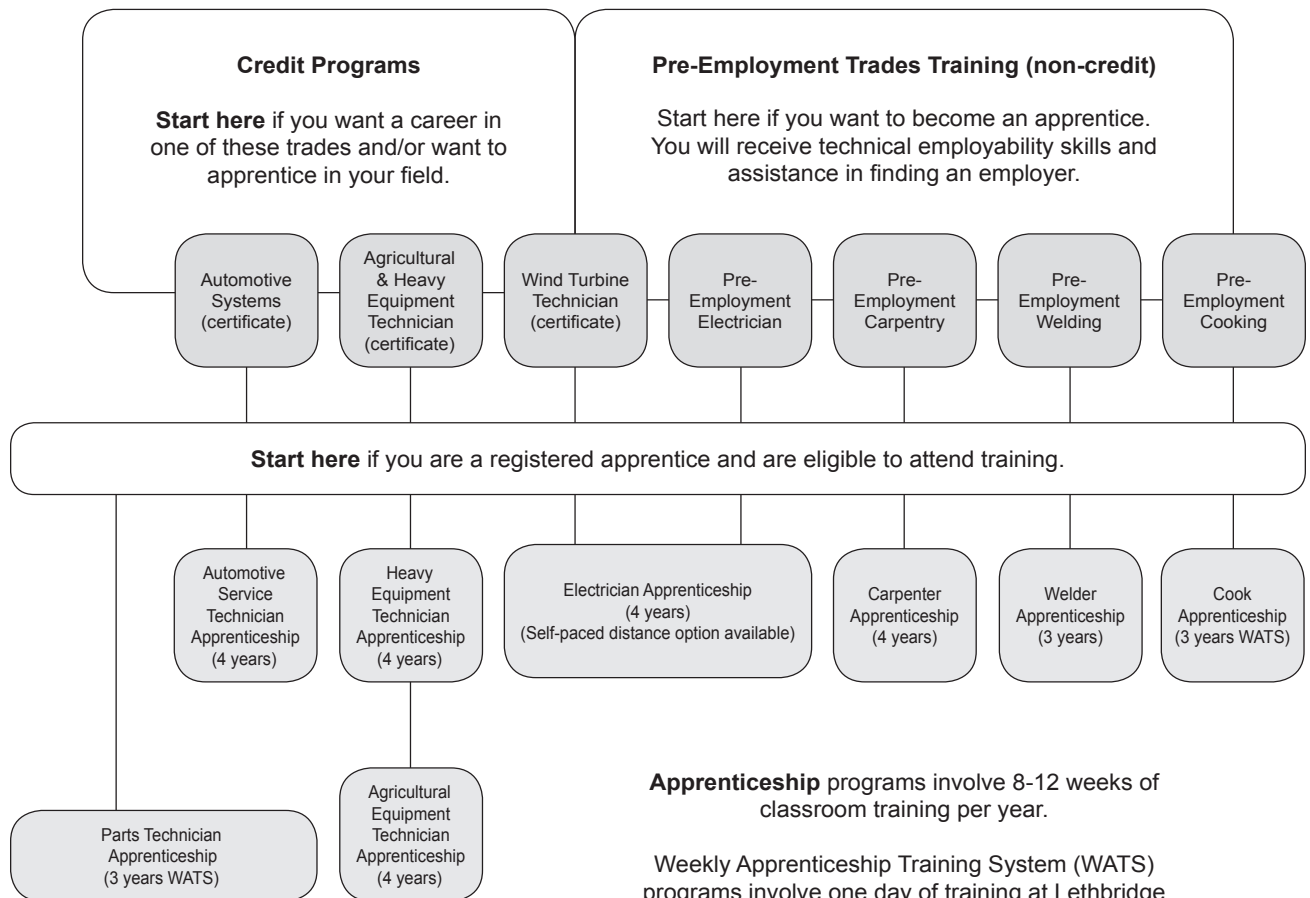 Credit Programs
Start here if you want a career in
one of these trades and/or want to
apprentice in your field.
Pre-Employment Trades Training (non-credit)
Start here if you want to become an apprentice.
You will receive technical employability skills and
assistance in finding an employer.
Automotive
Systems
(certificate)
Agricultural
& Heavy
Equipment
Technician
(certificate)
Wind Turbine
Technician
(certificate)
Pre-
Employment
Electrician
Pre-
Employment
Carpentry
Pre-
Employment
Welding
Pre-
Employment
Cooking
Start here if you are a registered apprentice and are eligible to attend training.
Automotive
Service
Technician
Apprenticeship
(4 years)
Heavy
Equipment
Technician
Apprenticeship
(4 years)
Electrician Apprenticeship
(4 years)
(Self-paced distance option available)
Carpenter
Apprenticeship
(4 years)
Welder
Apprenticeship
(3 years)
Cook
Apprenticeship
(3 years WATS)
Parts Technician
Apprenticeship
(3 years WATS)
Agricultural
Equipment
Technician
Apprenticeship
(4 years)
Apprenticeship programs involve 8-12 weeks of
classroom training per year.
Weekly Apprenticeship Training System (WATS)
programs involve one day of training at Lethbridge